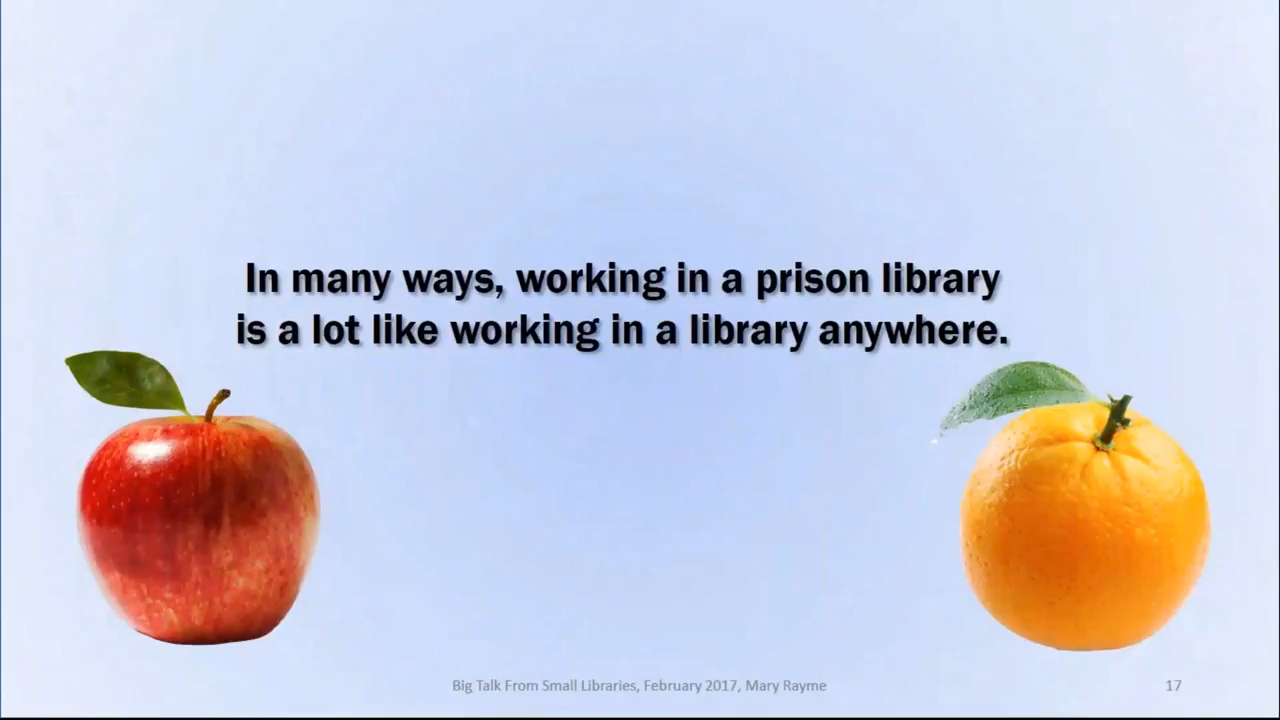 In many ways, working in a prison library
is a lot like working in a library anywhere.
Big Talk From Small Libraries, February 2017, Mary Rayme
17